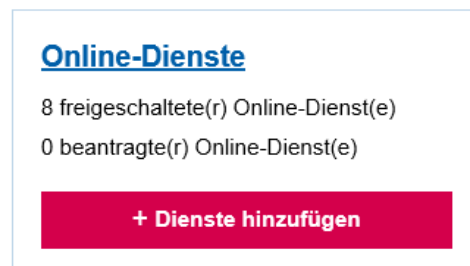 Online-Dienste
8 freigeschaltete(r) Online-Dienst(e)
0 beantragte(r) Online-Dienst(e)
+ Dienste hinzufügen